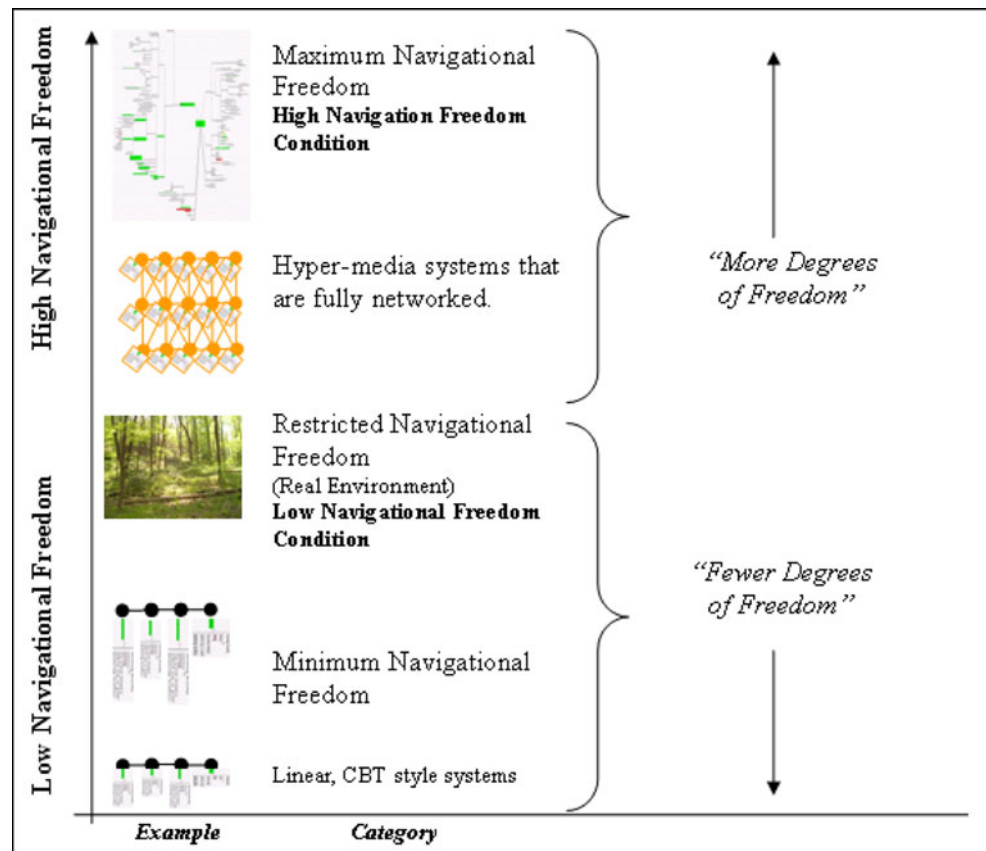 High Navigational Freedom
Low Navigational Freedom
Maximum Navigational
Freedom
High Navigation Freedom
Condition
Hyper-media systems that
are fully networked.
Restricted Navigational
Freedom
(Real Environment)
Low Navigational Freedom
Condition
Minimum Navigational
Freedom
Linear, CBT style systems
“More Degrees
of Freedom”
“Fewer Degrees
of Freedom”
Example
Category